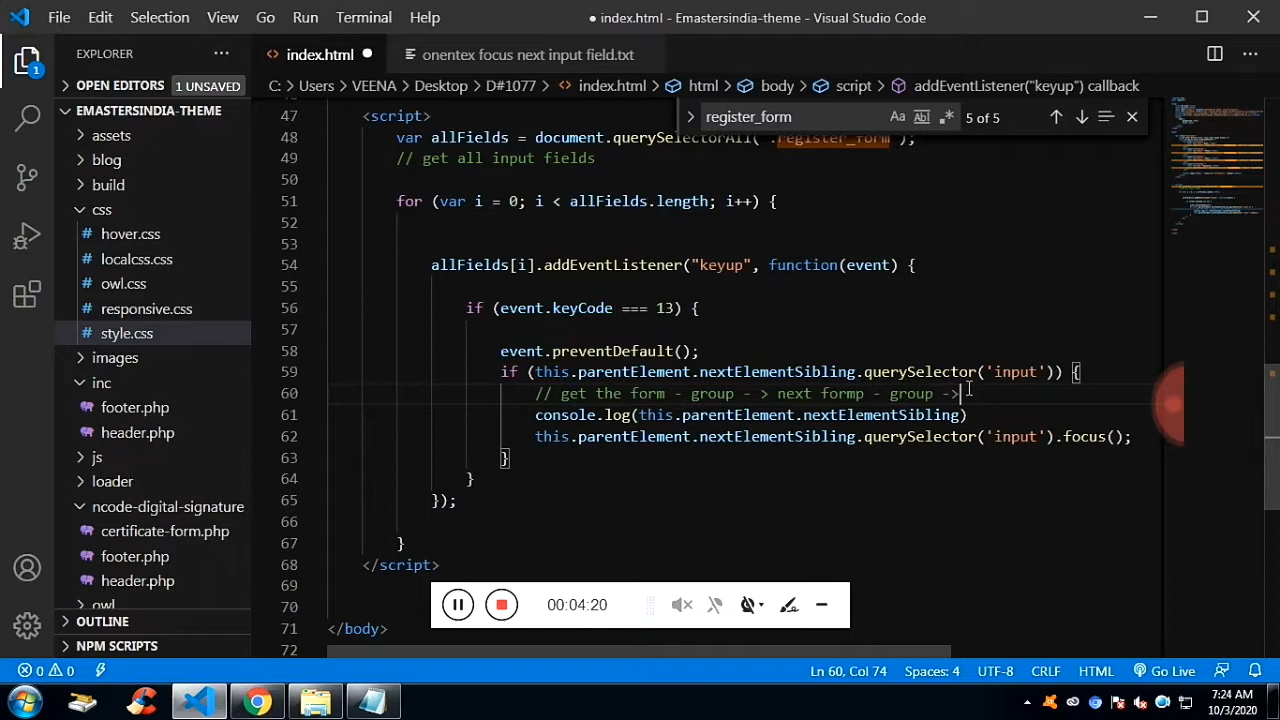 File Edit Selection View Go Run Terminal Help
● index.html - Emastersindia-theme - Visual Studio Code
EXPLORER
index.html
onentex focus next input field.txt
OPEN EDITORS 1 UNSAVED
C: > Users > VEENA > Desktop > D#1077 > index.html > html > body > script > addEventListener("keyup") callback
EMASTERSINDIA-THEME
register_form
Aa Abl .* 5 of 5
assets
blog
build
css
hover.css
localcss.css
owl.css
responsive.css
style.css
images
inc
footer.php
header.php
js
loader
ncode-digital-signature
certificate-form.php
footer.php
header.php
owl
OUTLINE
NPM SCRIPTS
47 <script>
48 var allFields = document.querySelectorAll(".register_form");
49 // get all input fields
50
51 for (var i = 0; i < allFields.length; i++) {
52
53
54 allFields[i].addEventListener("keyup", function(event) {
55
56 if (event.keyCode === 13) {
57
58 event.preventDefault();
59 if (this.parentElement.nextElementSibling.querySelector('input')) {
60 // get the form - group - > next formp - group ->
61 console.log(this.parentElement.nextElementSibling)
62 this.parentElement.nextElementSibling.querySelector('input').focus();
63 }
64 }
65 });
66
67 }
68 </script>
69
70
71 </body>
72
00:04:20
1
0 0
Ln 60, Col 74 Spaces: 4 UTF-8 CRLF HTML Go Live
7:24 AM
10/3/2020